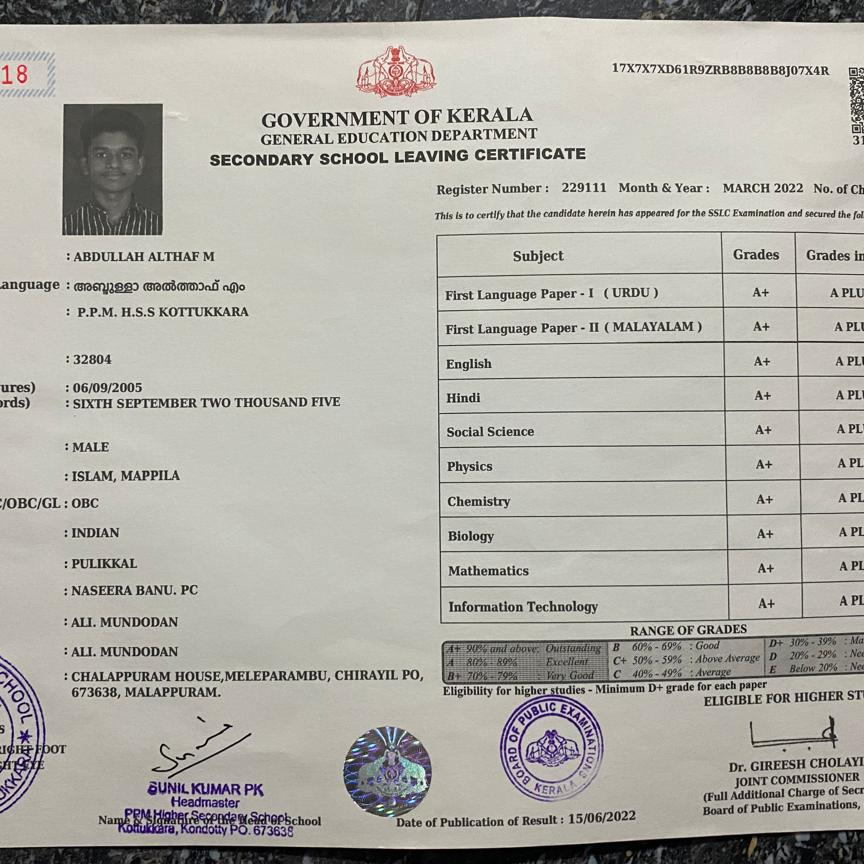 18
17X7X7XD61R9ZRB8B8B8B8J07X4R
31
GOVERNMENT OF KERALA
GENERAL EDUCATION DEPARTMENT
SECONDARY SCHOOL LEAVING CERTIFICATE
Register Number : 229111 Month & Year : MARCH 2022 No. of Ch
This is to certify that the candidate herein has appeared for the SSLC Examination and secured the fol
: ABDULLAH ALTHAF M
anguage : അബ്ദുള്ളാ അൽത്താഫ് എം
: P.P.M. H.S.S KOTTUKKARA
: 32804
ures) : 06/09/2005
rds) : SIXTH SEPTEMBER TWO THOUSAND FIVE
: MALE
: ISLAM, MAPPILA
/OBC/GL : OBC
: INDIAN
: PULIKKAL
: NASEERA BANU. PC
: ALI. MUNDODAN
: ALI. MUNDODAN
: CHALAPPURAM HOUSE,MELEPARAMBU, CHIRAYIL PO,
673638, MALAPPURAM.
Subject Grades Grades in
First Language Paper - I ( URDU ) A+ A PLU
First Language Paper - II ( MALAYALAM ) A+ A PLU
English A+ A PLU
Hindi A+ A PLU
Social Science A+ A PLU
Physics A+ A PL
Chemistry A+ A PL
Biology A+ A PL
Mathematics A+ A PL
Information Technology A+ A PL
RANGE OF GRADES
A+ 90% and above: Outstanding B 60% - 69% : Good D+ 30% - 39% : Ma
A 80% - 89% : Excellent C+ 50% - 59% : Above Average D 20% - 29% : Nee
B+ 70% - 79% : Very Good C 40% - 49% : Average E Below 20% : Nee
Eligibility for higher studies - Minimum D+ grade for each paper
ELIGIBLE FOR HIGHER STU
SCHOOL
RIGHT FOOT
SUNIL KUMAR PK
Headmaster
PPM Higher Secondary School
Name & Signature of the Head of School
Kottukkara, Kondotty PO. 673638
BOARD OF PUBLIC EXAMINATIONS
KERALA
Date of Publication of Result : 15/06/2022
Dr. GIREESH CHOLAYI
JOINT COMMISSIONER
(Full Additional Charge of Secr
Board of Public Examinations,